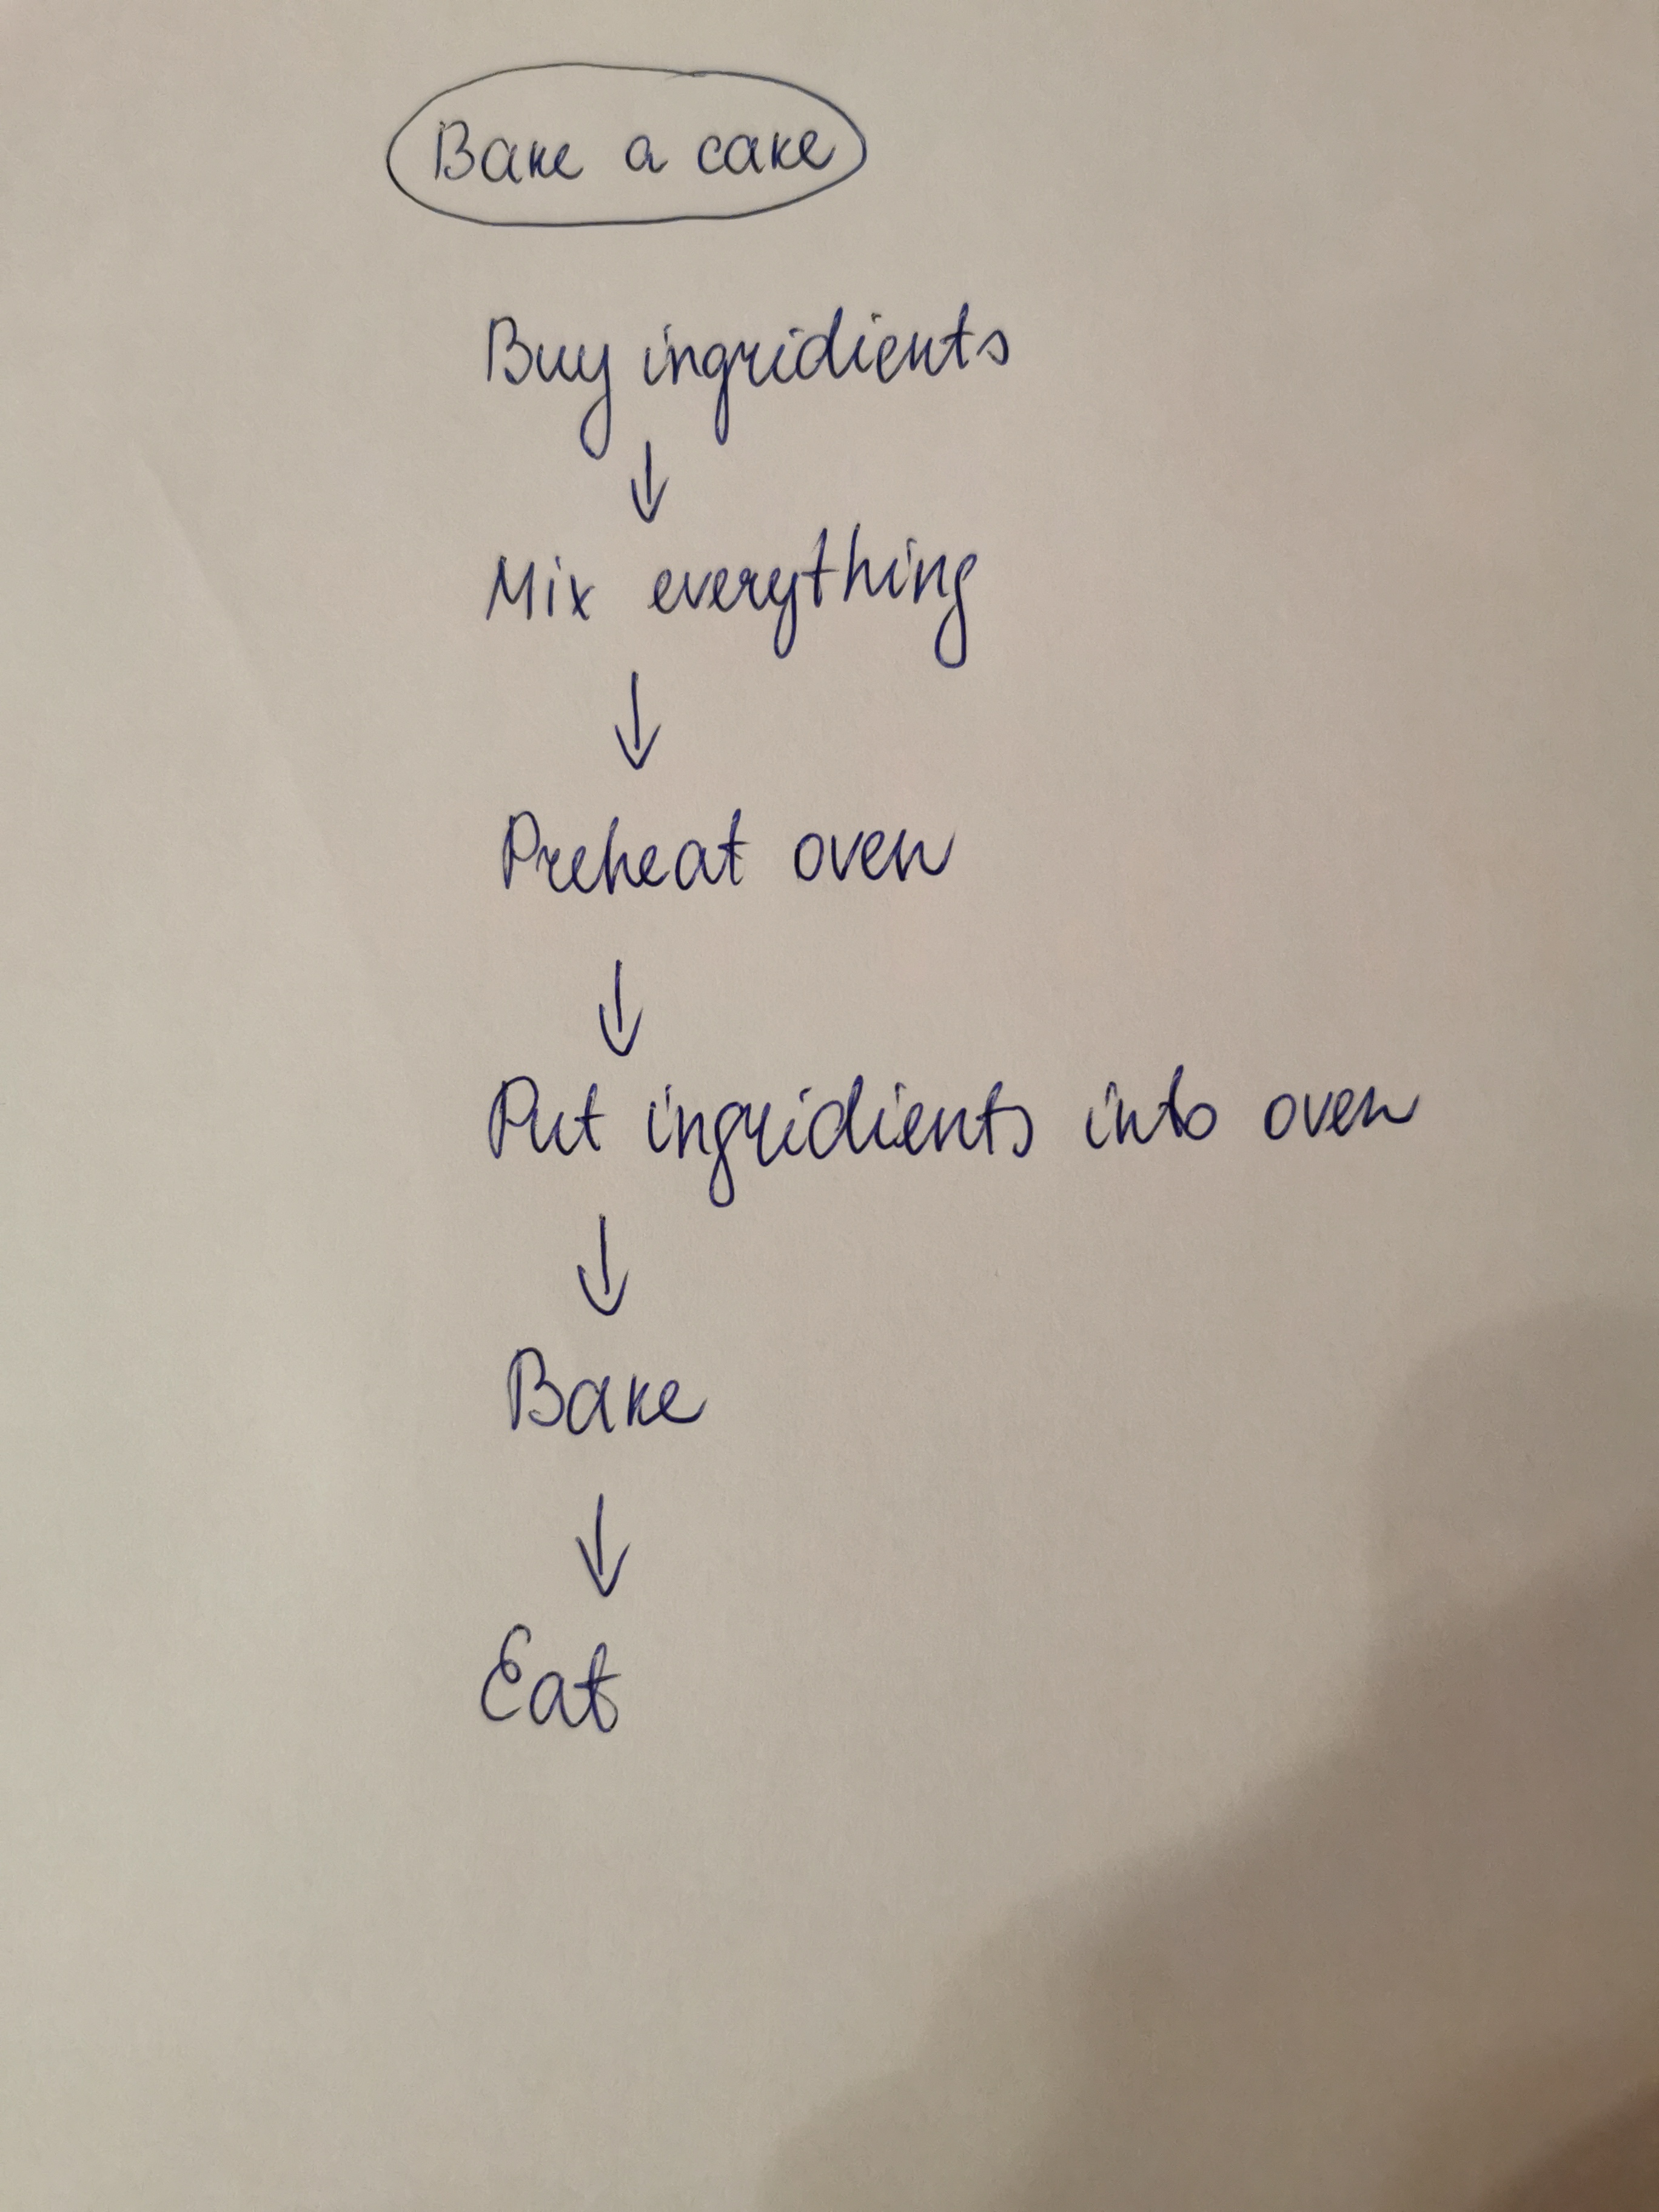 Bake a cake
Buy ingridients
↓
Mix everything
↓
Preheat oven
↓
Put ingridients into oven
↓
Bake
↓
Eat